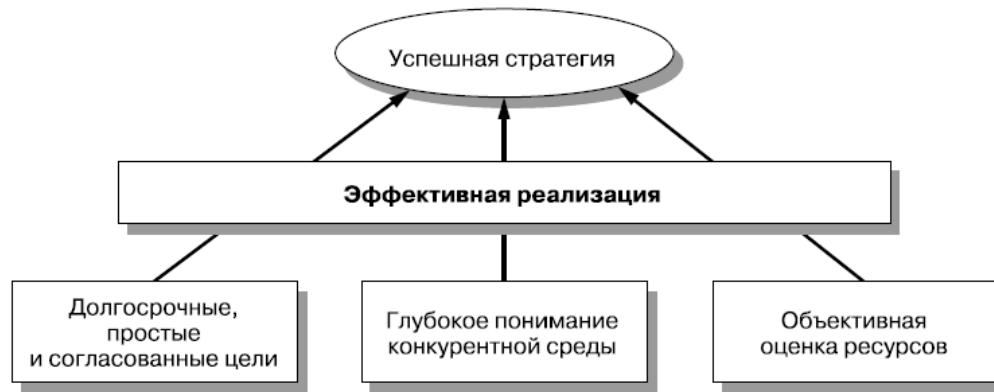 Успешная стратегия
Эффективная реализация
Долгосрочные,
простые
и согласованные цели
Глубокое понимание
конкурентной среды
Объективная
оценка ресурсов